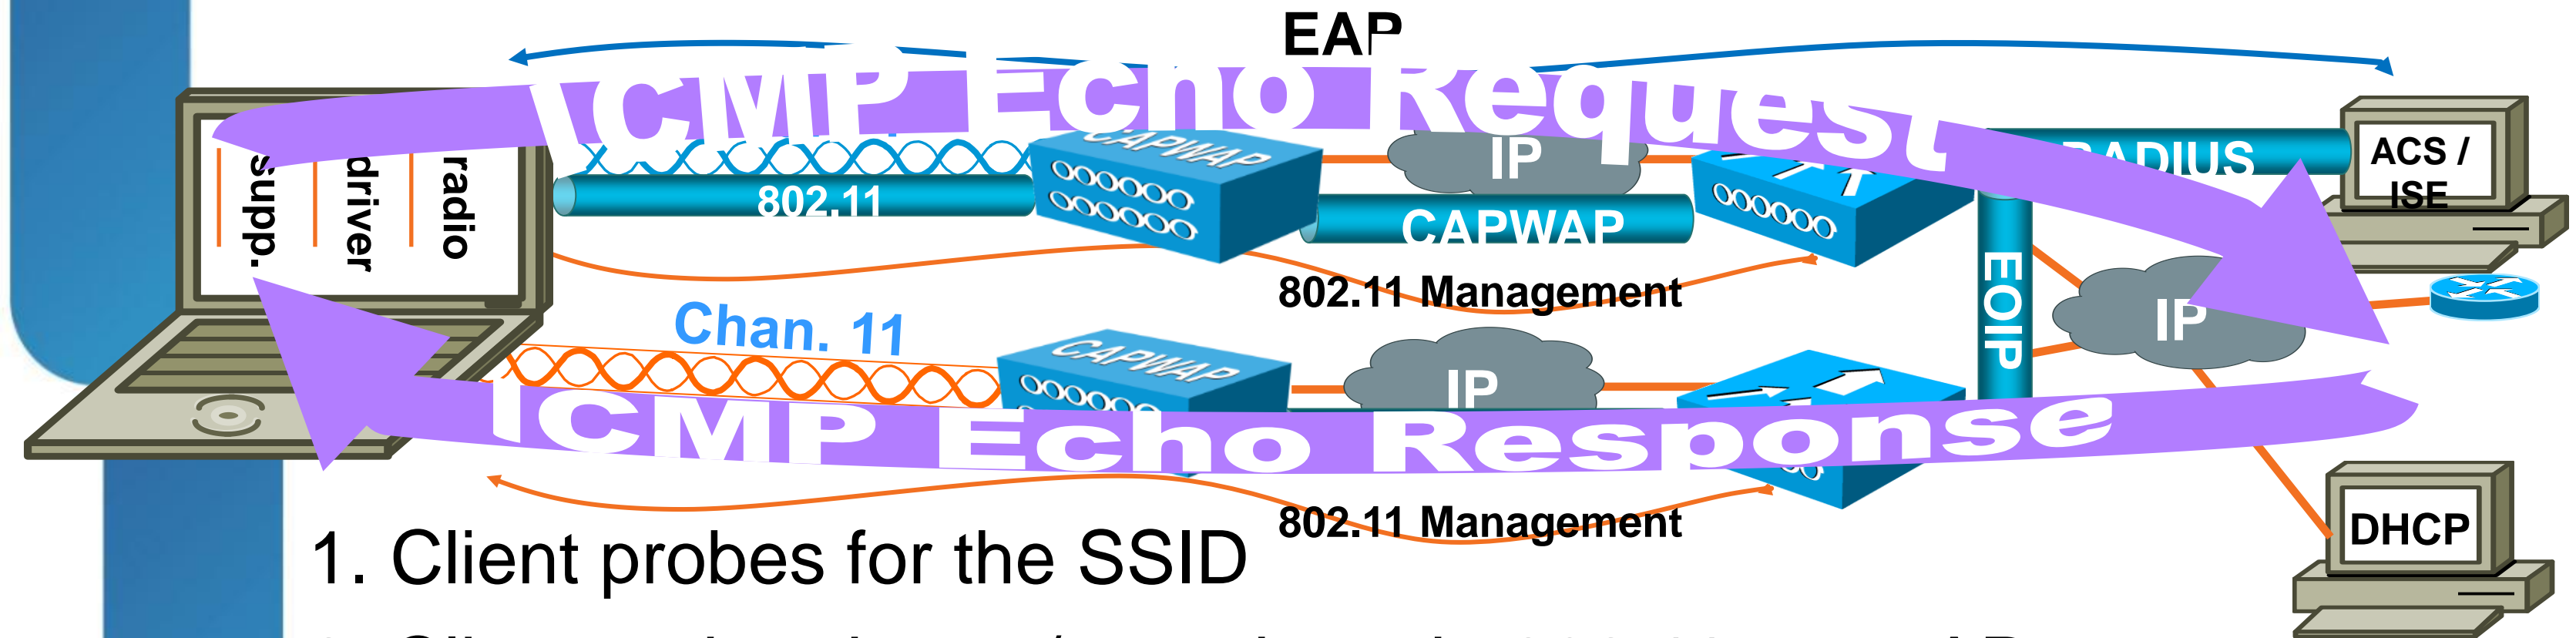 EAP
ICMP Echo Request
CAPWAP
IP
RADIUS
ACS /
ISE
supp.
driver
radio
802.11
CAPWAP
802.11 Management
EOIP
IP
Chan. 11
CAPWAP
IP
ICMP Echo Response
802.11 Management
DHCP
1. Client probes for the SSID